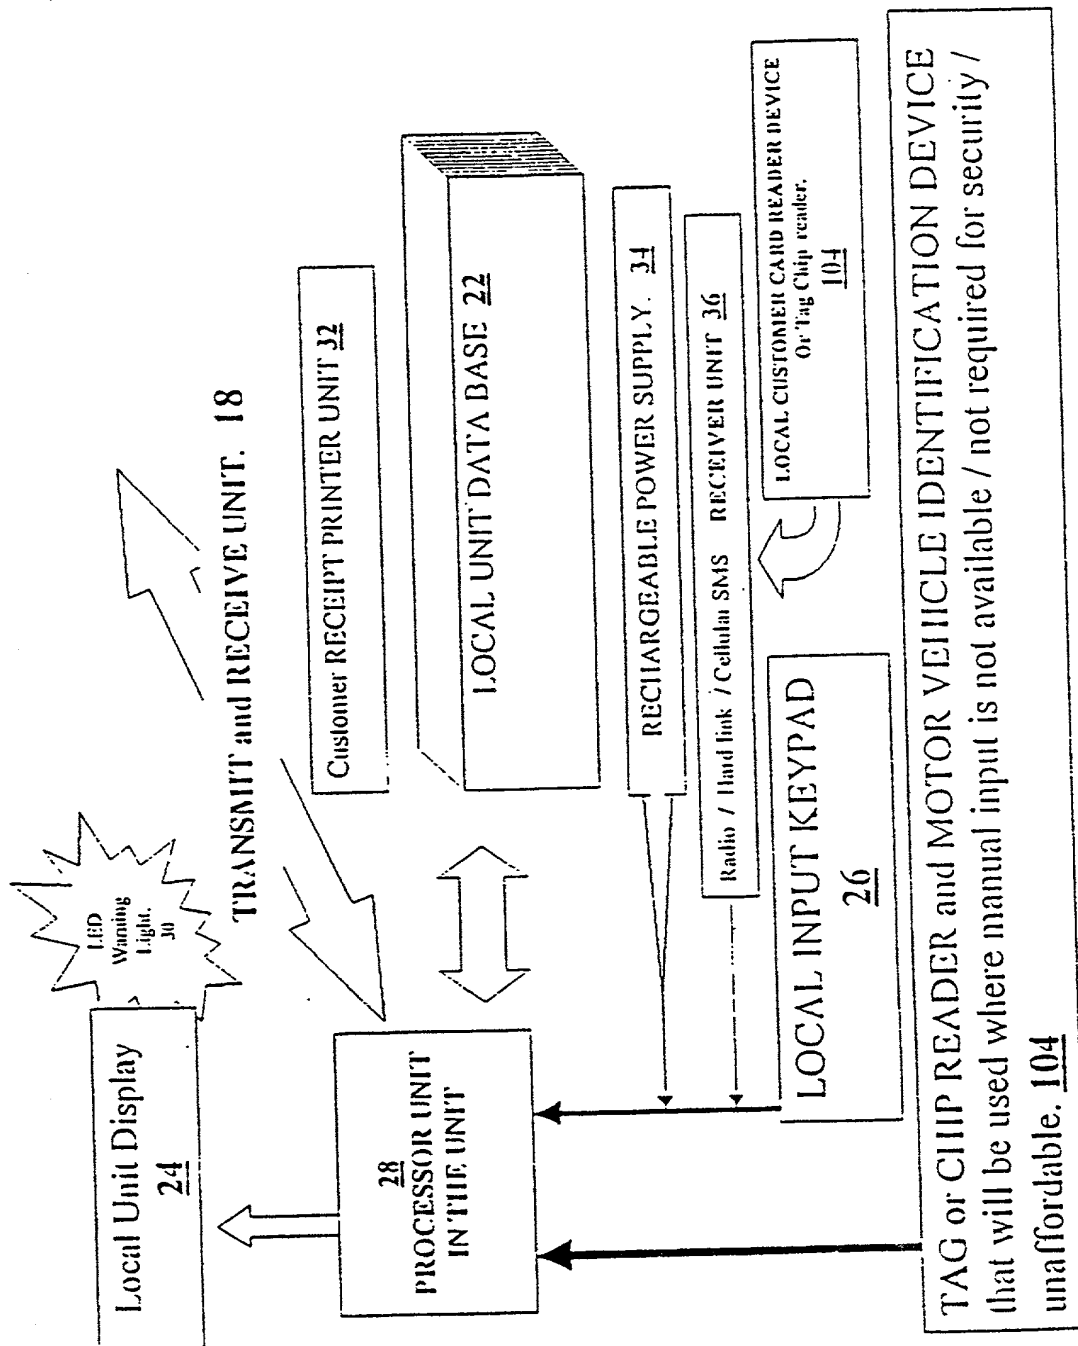 Local Unit Display
24
LED
Waning
Light.
30
TRANSMIT and RECEIVE UNIT. 18
28
PROCESSOR UNIT
IN THE UNIT
Customer RECEIPT PRINTER UNIT 32
LOCAL UNIT DATA BASE 22
RECHARGEABLE POWER SUPPLY. 34
Radio / Hard link / Cellular SMS RECEIVER UNIT 36
LOCAL INPUT KEYPAD
26
LOCAL CUSTOMER CARD READER DEVICE
Or Tag Chip reader.
104
TAG or CHIP READER and MOTOR VEHICLE IDENTIFICATION DEVICE
that will be used where manual input is not available / not required for security /
unaffordable. 104